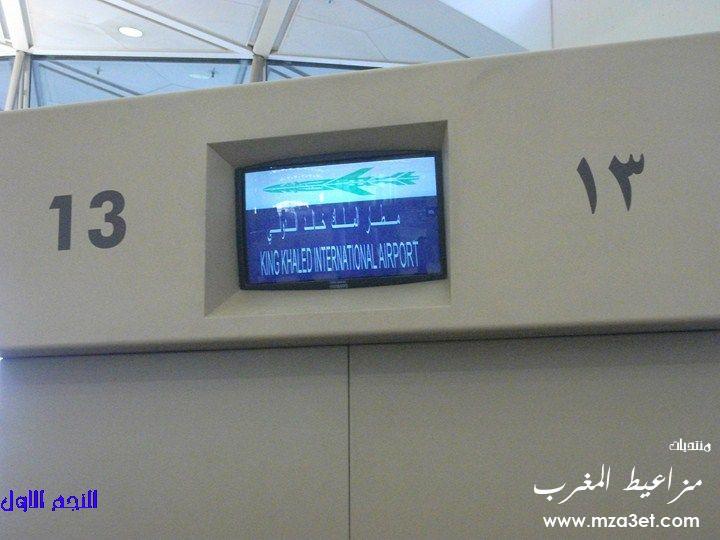 13
١٣
مطار الملك خالد الدولي
KING KHALED INTERNATIONAL AIRPORT
منتديات
مزاعيط المغرب
www.mza3et.com
النجم الاول